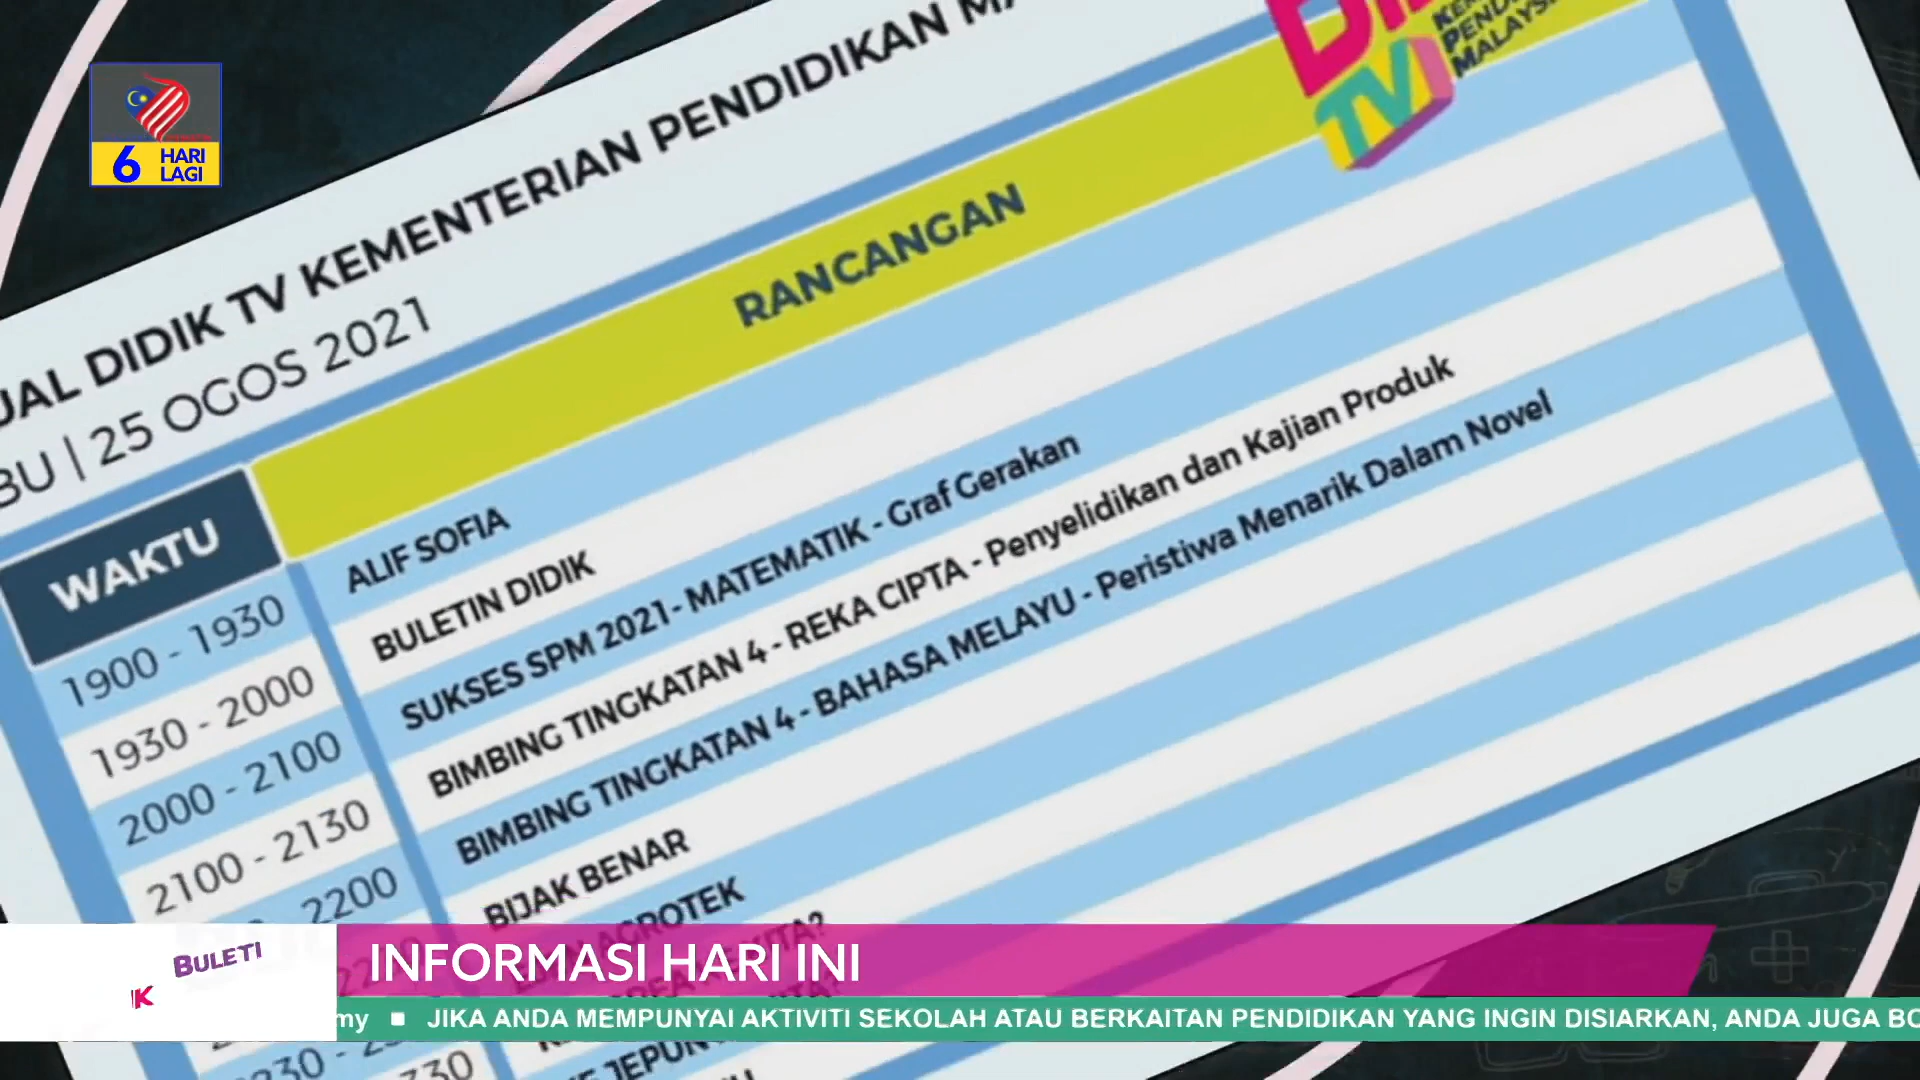 6 HARI
LAGI
DIDIK TV KEMENTERIAN PENDIDIKAN
| 25 OGOS 2021
TV
WAKTU
RANCANGAN
1900 - 1930 ALIF SOFIA
1930 - 2000 BULETIN DIDIK
2000 - 2100 SUKSES SPM 2021- MATEMATIK - Graf Gerakan
2100 - 2130 BIMBING TINGKATAN 4 - REKA CIPTA - Penyelidikan dan Kajian Produk
2200 BIMBING TINGKATAN 4 - BAHASA MELAYU - Peristiwa Menarik Dalam Novel
BIJAK BENAR
AGROTEK
BULETI
K
INFORMASI HARI INI
my ■ JIKA ANDA MEMPUNYAI AKTIVITI SEKOLAH ATAU BERKAITAN PENDIDIKAN YANG INGIN DISIARKAN, ANDA JUGA BO